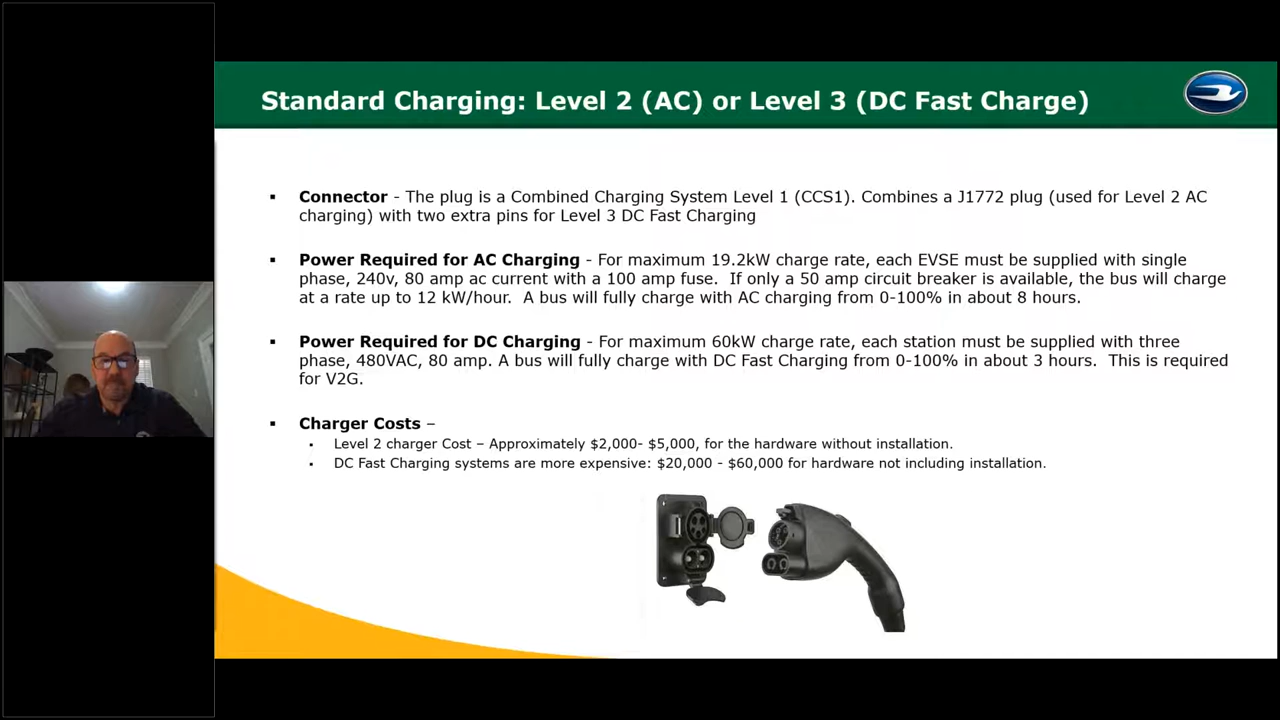 Standard Charging: Level 2 (AC) or Level 3 (DC Fast Charge)
▪ Connector - The plug is a Combined Charging System Level 1 (CCS1). Combines a J1772 plug (used for Level 2 AC
charging) with two extra pins for Level 3 DC Fast Charging
▪ Power Required for AC Charging - For maximum 19.2kW charge rate, each EVSE must be supplied with single
phase, 240v, 80 amp ac current with a 100 amp fuse. If only a 50 amp circuit breaker is available, the bus will charge
at a rate up to 12 kW/hour. A bus will fully charge with AC charging from 0-100% in about 8 hours.
▪ Power Required for DC Charging - For maximum 60kW charge rate, each station must be supplied with three
phase, 480VAC, 80 amp. A bus will fully charge with DC Fast Charging from 0-100% in about 3 hours. This is required
for V2G.
▪ Charger Costs –
▪ Level 2 charger Cost – Approximately $2,000- $5,000, for the hardware without installation.
▪ DC Fast Charging systems are more expensive: $20,000 - $60,000 for hardware not including installation.